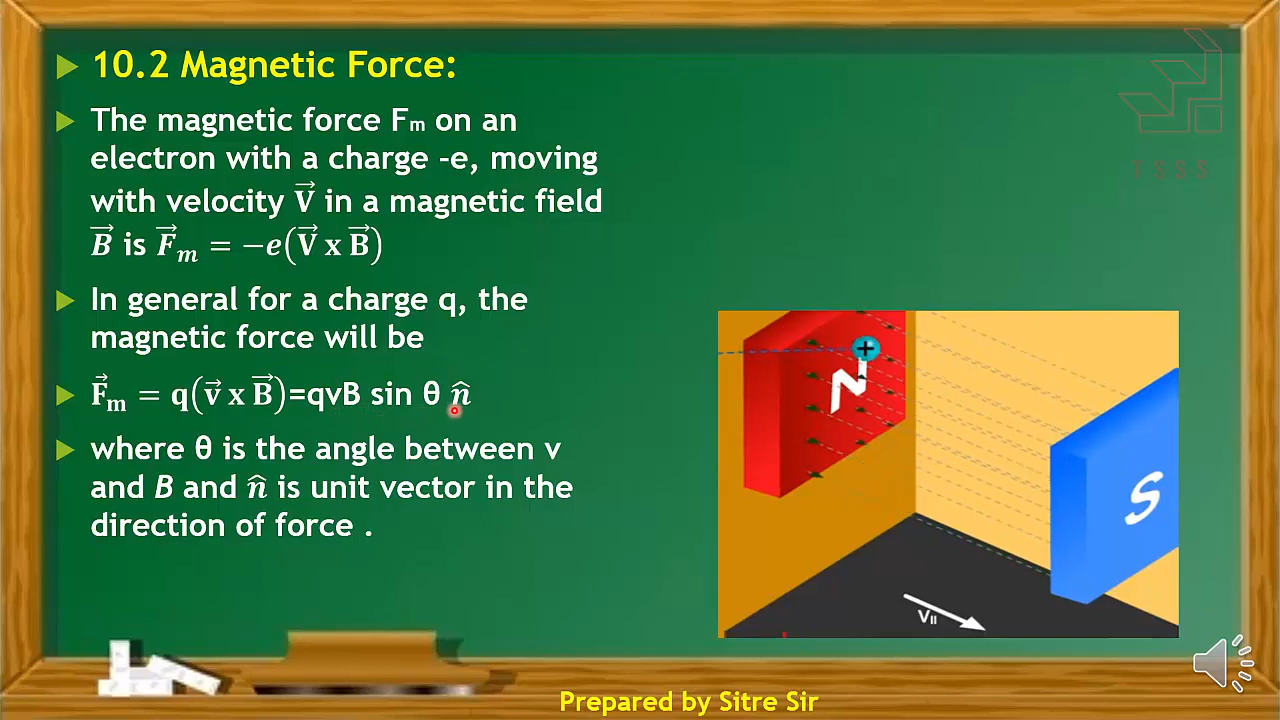 10.2 Magnetic Force:
The magnetic force Fₘ on an
electron with a charge –e, moving
with velocity V⃗ in a magnetic field
B⃗ is F⃗ₘ = −e(V⃗ x B⃗)
In general for a charge q, the
magnetic force will be
F⃗ₘ = q(v⃗ x B⃗)=qvB sin θ n̂
where θ is the angle between v
and B and n̂ is unit vector in the
direction of force .
T S S S
+
N
S
V॥
Prepared by Sitre Sir